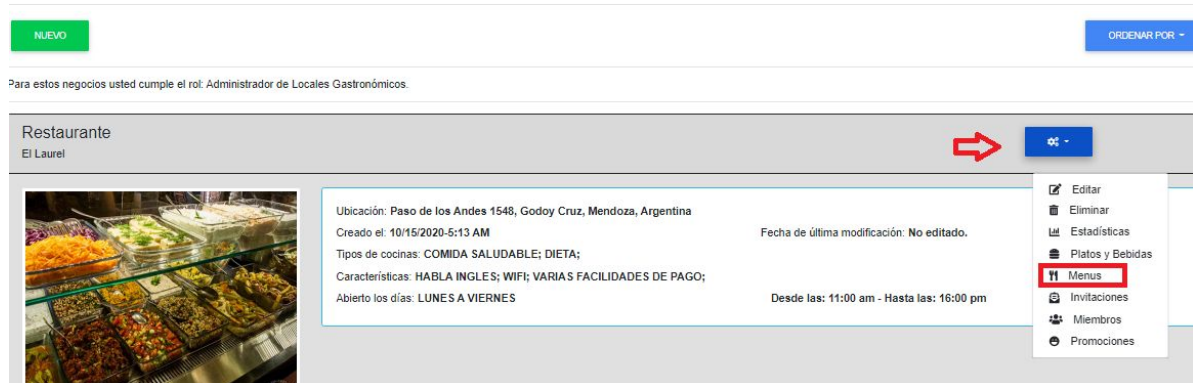 NUEVO
ORDENAR POR
Para estos negocios usted cumple el rol: Administrador de Locales Gastronómicos.
Restaurante
El Laurel
Ubicación: Paso de los Andes 1548, Godoy Cruz, Mendoza, Argentina
Creado el: 10/15/2020-5:13 AM
Fecha de última modificación: No editado.
Tipos de cocinas: COMIDA SALUDABLE; DIETA;
Características: HABLA INGLES; WIFI; VARIAS FACILIDADES DE PAGO;
Abierto los días: LUNES A VIERNES
Desde las: 11:00 am - Hasta las: 16:00 pm
Editar
Eliminar
Estadísticas
Platos y Bebidas
Menus
Invitaciones
Miembros
Promociones